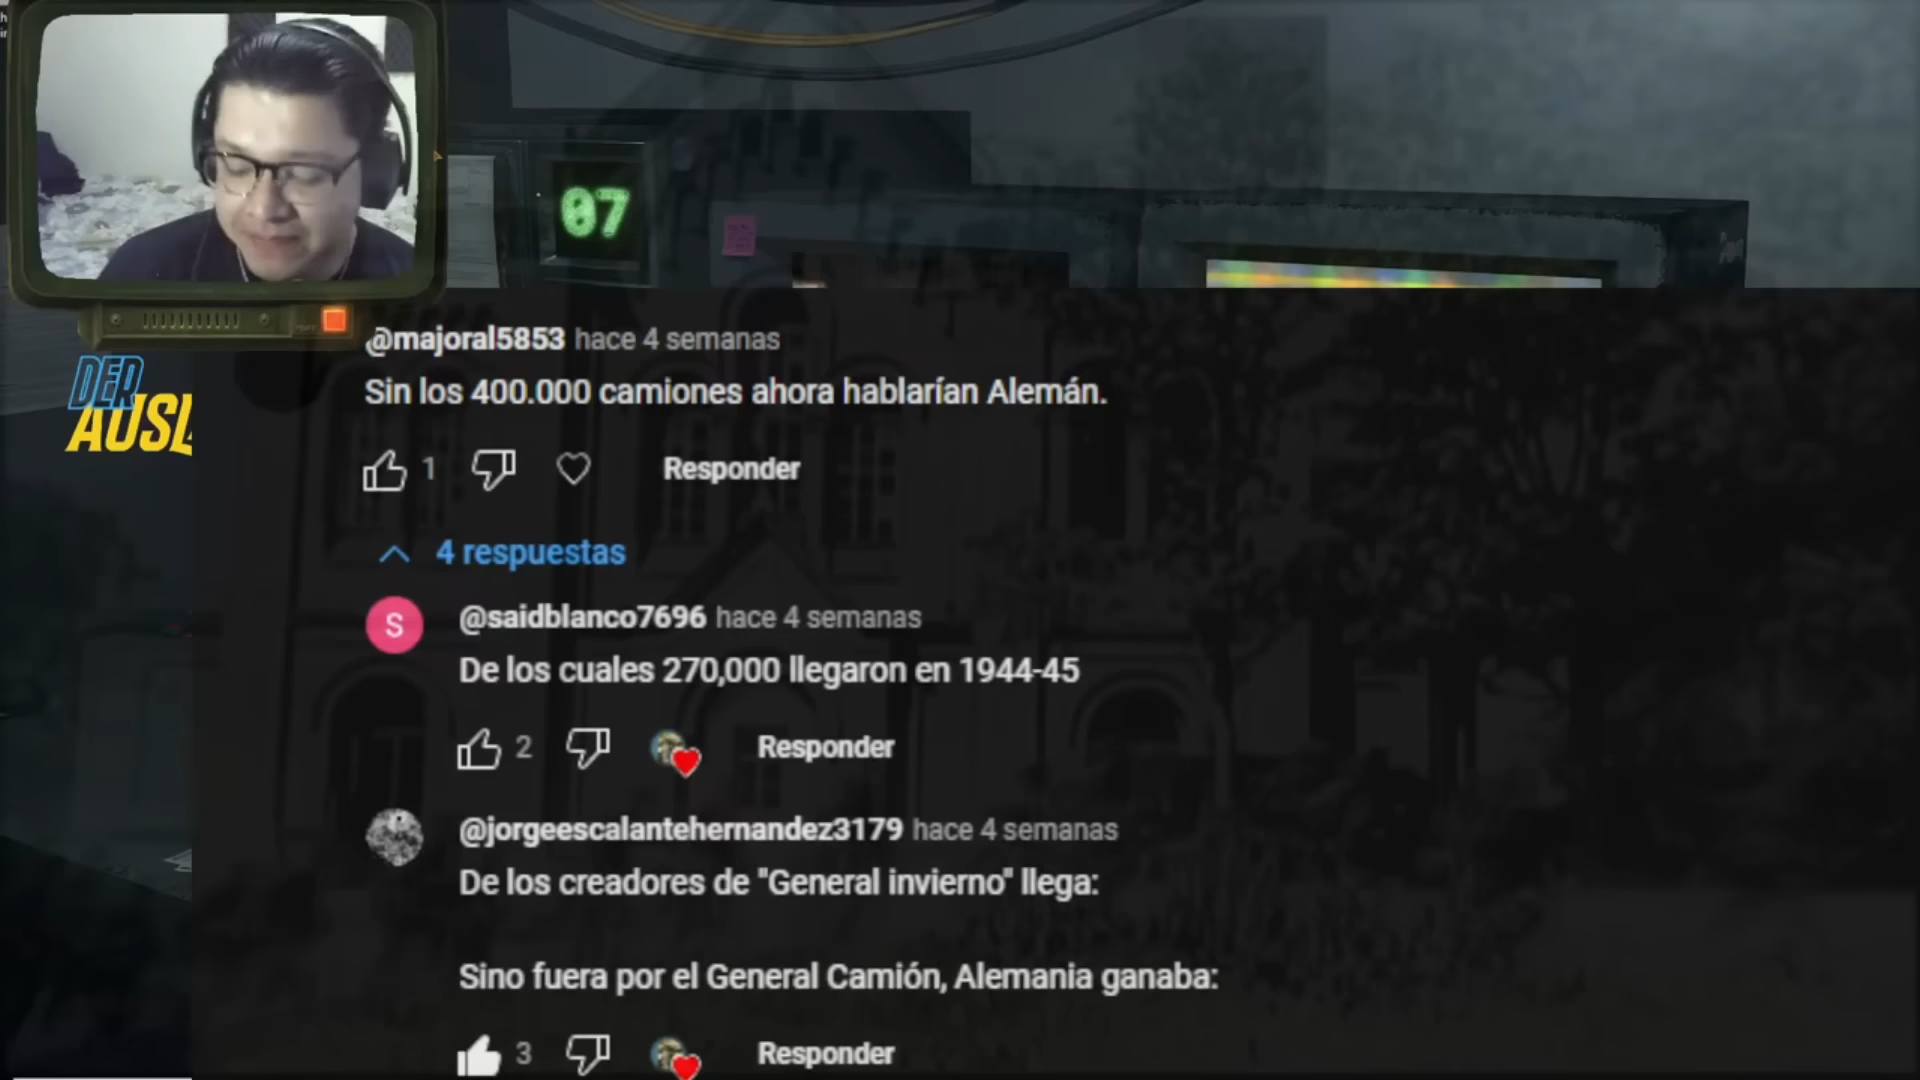 07
@majoral5853 hace 4 semanas
Sin los 400.000 camiones ahora hablarían Alemán.
1
Responder
4 respuestas
S
@saidblanco7696 hace 4 semanas
De los cuales 270,000 llegaron en 1944-45
2
Responder
@jorgeescalantehernandez3179 hace 4 semanas
De los creadores de "General invierno" llega:
Sino fuera por el General Camión, Alemania ganaba:
3
Responder
DER
AUSL